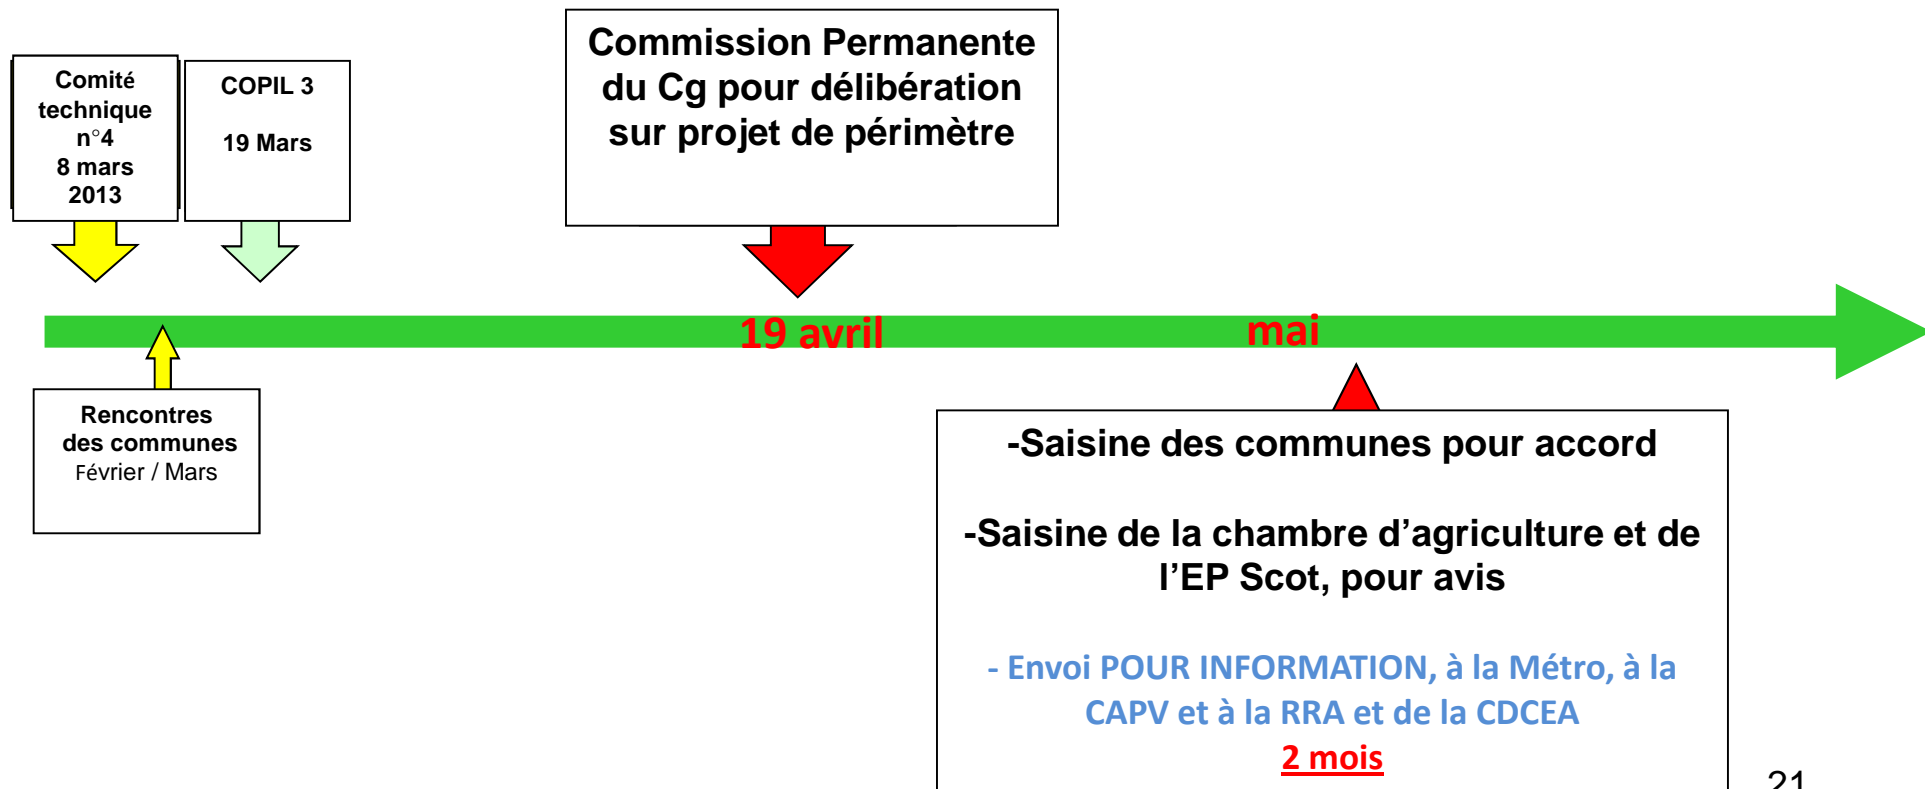 Comité
technique
n°4
8 mars
2013
COPIL 3
19 Mars
Commission Permanente
du Cg pour délibération
sur projet de périmètre
19 avril
mai
Rencontres
des communes
Février / Mars
-Saisine des communes pour accord
-Saisine de la chambre d’agriculture et de
l’EP Scot, pour avis
- Envoi POUR INFORMATION, à la Métro, à la
CAPV et à la RRA et de la CDCEA
2 mois
21